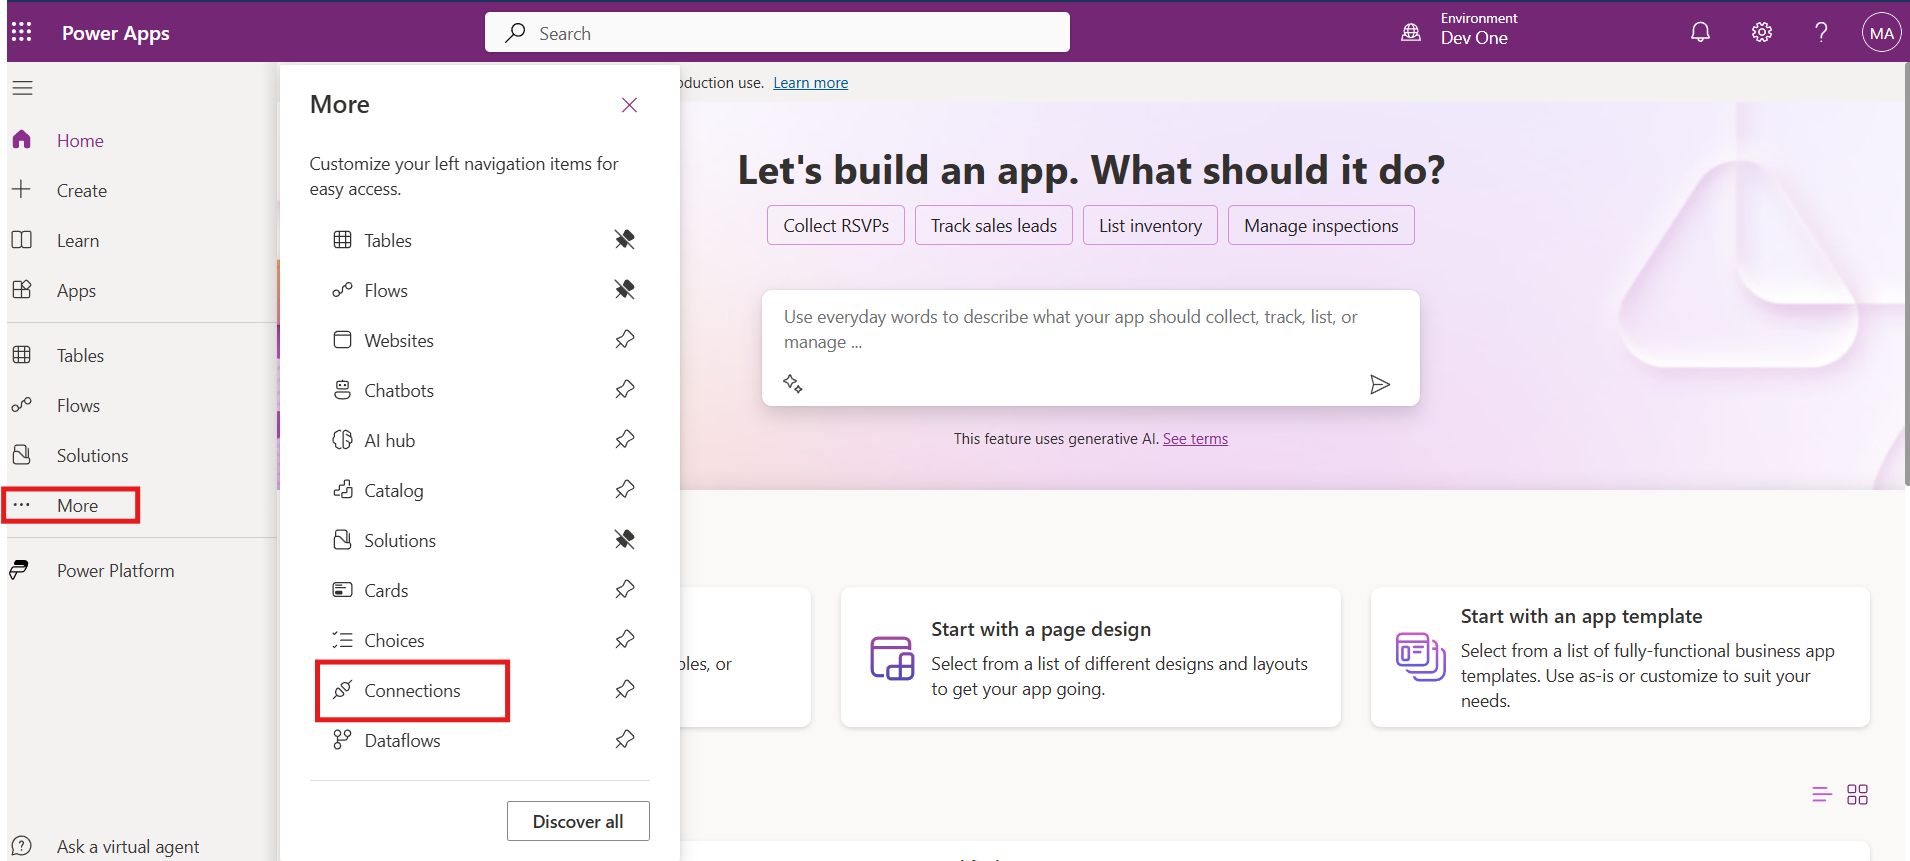 Power Apps
Search
Environment
Dev One
MA
Home
Create
Learn
Apps
Tables
Flows
Solutions
More
Power Platform
Ask a virtual agent
More
Customize your left navigation items for
easy access.
Tables
Flows
Websites
Chatbots
AI hub
Catalog
Solutions
Cards
Choices
Connections
Dataflows
Discover all
oduction use. Learn more
Let's build an app. What should it do?
Collect RSVPs
Track sales leads
List inventory
Manage inspections
Use everyday words to describe what your app should collect, track, list, or
manage ...
This feature uses generative AI. See terms
les, or
Start with a page design
Select from a list of different designs and layouts
to get your app going.
Start with an app template
Select from a list of fully-functional business app
templates. Use as-is or customize to suit your
needs.